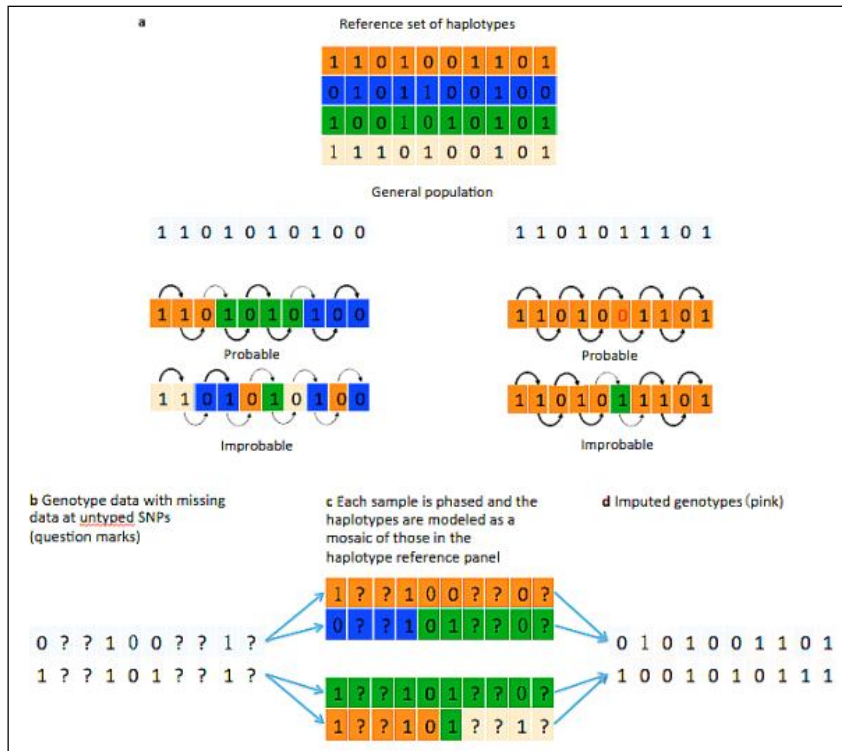 a
Reference set of haplotypes
1 1 0 1 0 0 1 1 0 1
0 1 0 1 1 0 0 1 0 0
1 0 0 1 0 1 0 1 0 1
1 1 1 0 1 0 0 1 0 1
General population
1 1 0 1 0 1 0 1 0 0
1 1 0 1 0 1 1 1 0 1
1 1 0 1 0 1 0 1 0 0
1 1 0 1 0 0 1 1 0 1
Probable
Probable
1 1 0 1 0 1 0 1 0 0
1 1 0 1 0 1 1 1 0 1
Improbable
Improbable
b Genotype data with missing
data at untyped SNPs
(question marks)
c Each sample is phased and the
haplotypes are modeled as a
mosaic of those in the
haplotype reference panel
d Imputed genotypes (pink)
1 ? ? 1 0 0 ? ? 0 ?
0 ? ? 1 0 1 ? ? 0 ?
0 ? ? 1 0 0 ? ? 1 ?
1 ? ? 1 0 1 ? ? 1 ?
0 1 0 1 0 0 1 1 0 1
1 0 0 1 0 1 0 1 1 1
1 ? ? 1 0 1 ? ? 0 ?
1 ? ? 1 0 1 ? ? 1 ?